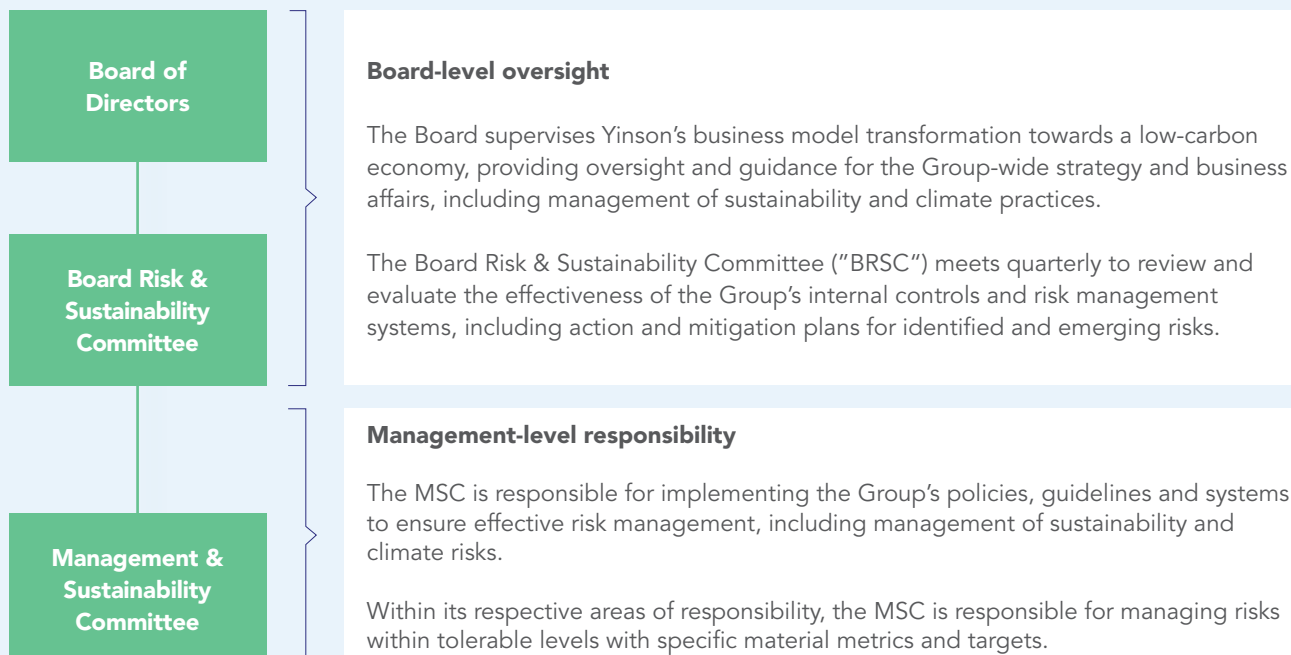 Board of
Directors
Board-level oversight
The Board supervises Yinson’s business model transformation towards a low-carbon
economy, providing oversight and guidance for the Group-wide strategy and business
affairs, including management of sustainability and climate practices.
Board Risk &
Sustainability
Committee
The Board Risk & Sustainability Committee (”BRSC“) meets quarterly to review and
evaluate the effectiveness of the Group’s internal controls and risk management
systems, including action and mitigation plans for identified and emerging risks.
Management &
Sustainability
Committee
Management-level responsibility
The MSC is responsible for implementing the Group’s policies, guidelines and systems
to ensure effective risk management, including management of sustainability and
climate risks.
Within its respective areas of responsibility, the MSC is responsible for managing risks
within tolerable levels with specific material metrics and targets.